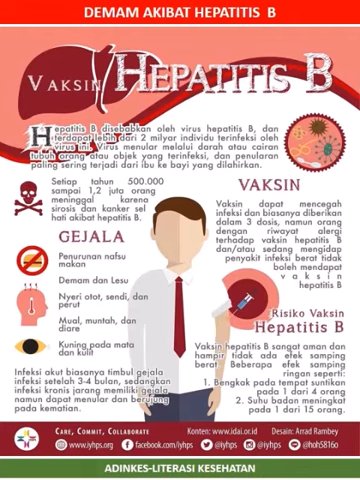 DEMAM AKIBAT HEPATITIS B
VAKSIN HEPATITIS B
Hepatitis B disebabkan oleh virus hepatitis B, dan
terdapat lebih dari 2 milyar individu terinfeksi oleh
virus ini. Virus menular melalui darah atau cairan
tubuh orang atau objek yang terinfeksi, dan penularan
paling sering terjadi dari ibu ke bayi yang dilahirkan.
Setiap tahun 500.000
sampai 1,2 juta orang
meninggal karena
sirosis dan kanker sel
hati akibat hepatitis B.
GEJALA
Penurunan nafsu
makan
Demam dan Lesu
Nyeri otot, sendi, dan
perut
Mual, muntah, dan
diare
Kuning pada mata
dan kulit
Infeksi akut biasanya timbul gejala
infeksi setelah 3-4 bulan, sedangkan
infeksi kronis jarang memiliki gejala
namun dapat menular dan berujung
pada kematian.
VAKSIN
Vaksin dapat mencegah
infeksi dan biasanya diberikan
dalam 3 dosis, namun orang
dengan riwayat alergi
terhadap vaksin hepatitis B
dan/atau sedang mengidap
penyakit infeksi berat tidak
boleh mendapat
vaksin
hepatitis B
Risiko Vaksin
Hepatitis B
Vaksin hepatitis B sangat aman dan
hampir tidak ada efek samping
berat Beberapa efek samping
ringan seperti:
1. Bengkak pada tempat suntikan
pada 1 dari 4 orang
2. Suhu badan meningkat
pada 1 dari 15 orang.
CARE, COMMIT, COLLABORATE
Konten: www.idai.or.id
Desain: Arrad Rambey
www.iyhps.org
facebook.com/iyhps
@iyhps
@iyhps
@hoh5816o
ADINKES-LITERASI KESEHATAN